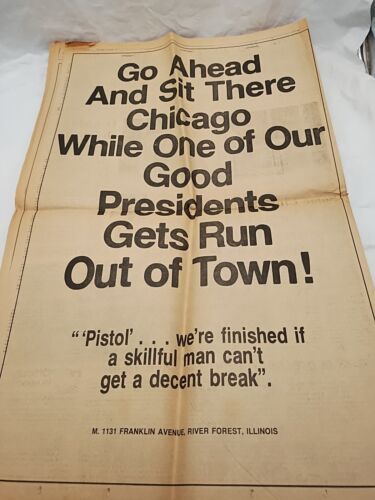 Go Ahead
And Sit There
Chicago
While One of Our
Good
Presidents
Gets Run
Out of Town!
“‘Pistol’ . . . we’re finished if
a skillful man can’t
get a decent break”.
M. 1131 FRANKLIN AVENUE, RIVER FOREST, ILLINOIS